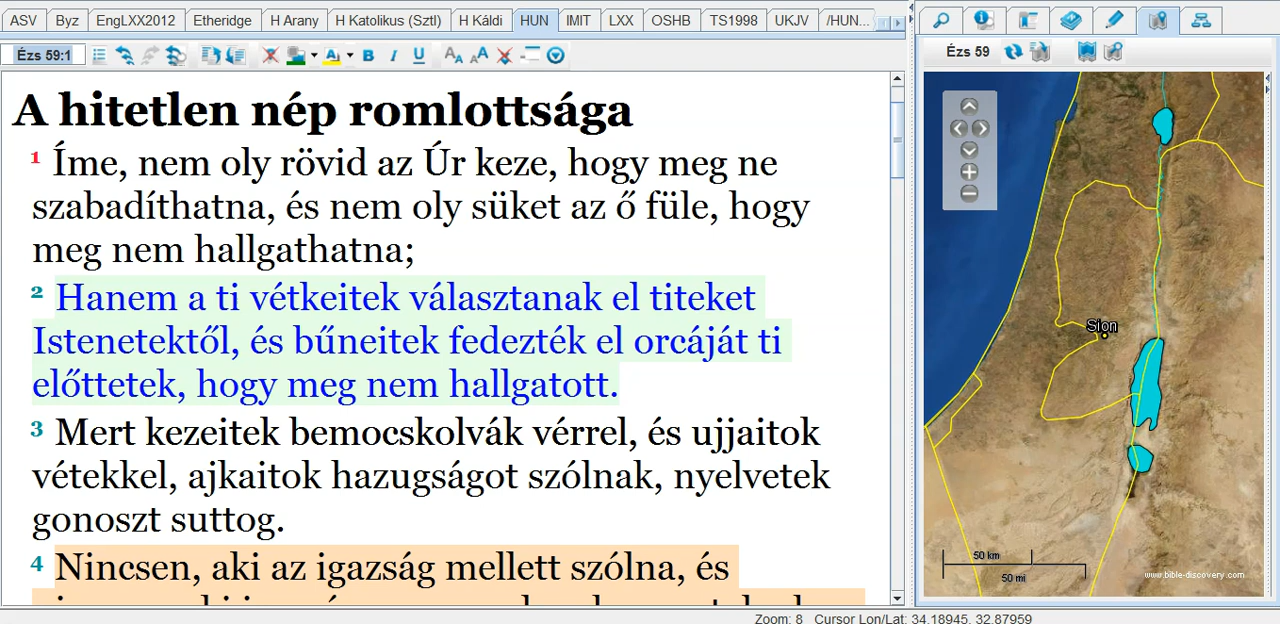 ASV Byz EngLXX2012 Etheridge H Arany H Katolikus (Sztl) H Káldi HUN IMIT LXX OSHB TS1998 UKJV /HUN...
Ézs 59:1
Ézs 59
A hitetlen nép romlottsága
1 Íme, nem oly rövid az Úr keze, hogy meg ne
szabadíthatna, és nem oly süket az ő füle, hogy
meg nem hallgathatna;
2 Hanem a ti vétkeitek választanak el titeket
Istenetektől, és bűneitek fedezték el orcáját ti
előttetek, hogy meg nem hallgatott.
3 Mert kezeitek bemocskolvák vérrel, és ujjaitok
vétekkel, ajkaitok hazugságot szólnak, nyelvetek
gonoszt suttog.
4 Nincsen, aki az igazság mellett szólna, és
Sion
50 km
50 mi
www.bible-discovery.com
Zoom: 8 Cursor Lon/Lat: 34.18945, 32.87959